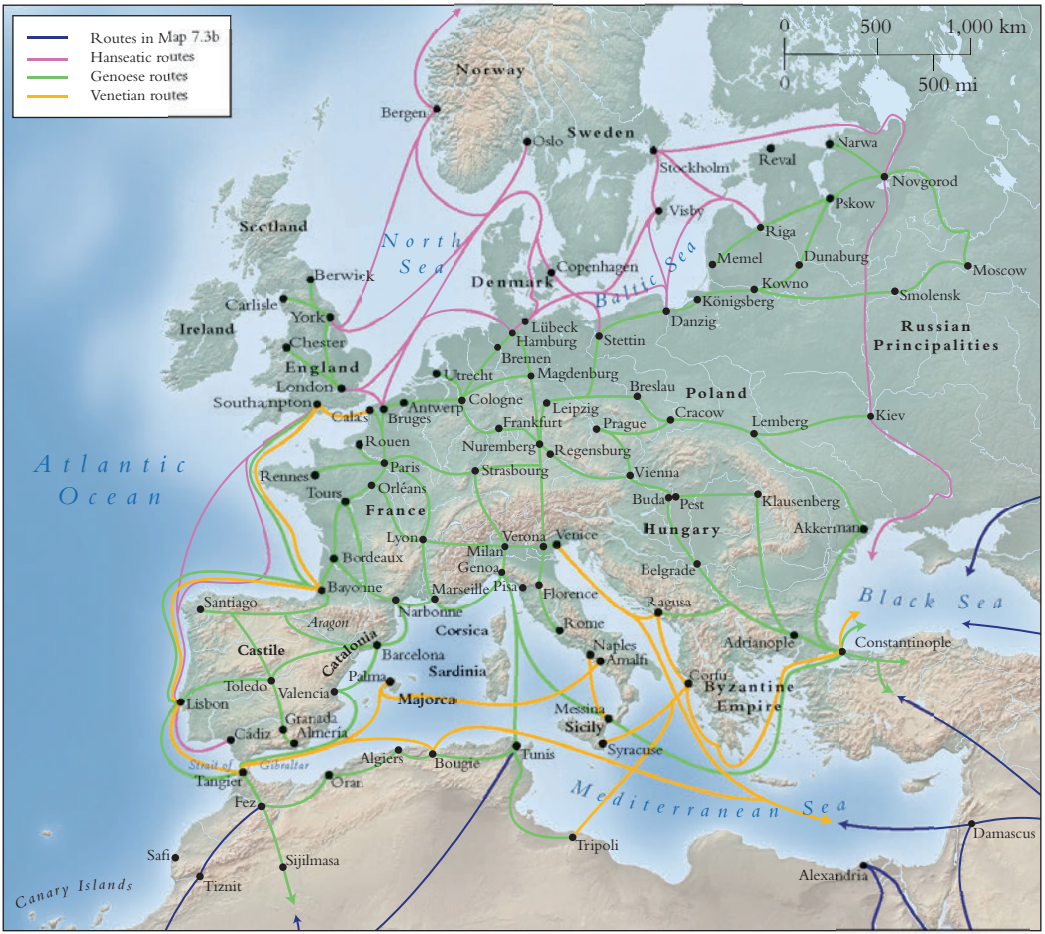 Routes in Map 7.3b
Hanseatic routes
Genoese routes
Venetian routes
0 500 1,000 km
0 500 mi
Norway
Bergen
Oslo
Sweden
Stockholm
Reval
Narwa
Novgorod
Pskow
Visby
Riga
Scotland
North
Sea
Memel
Dunaburg
Moscow
Berwick
Denmark
Copenhagen
Baltic Sea
Kowno
Carlisle
York
Königsberg
Smolensk
Ireland
Danzig
Russian
Principalities
Lübeck
Hamburg
Stettin
Chester
England
Bremen
London
Utrecht
Magdenburg
Breslau
Poland
Southampton
Calais
Bruges
Antwerp
Cologne
Leipzig
Cracow
Kiev
Frankfurt
Prague
Lemberg
Rouen
Nuremberg
Regensburg
Atlantic
Ocean
Rennes
Paris
Strasbourg
Vienna
Tours
Orléans
France
Buda
Pest
Klausenberg
Hungary
Akkerman
Lyon
Verona
Venice
Milan
Bordeaux
Genoa
Belgrade
Bayonne
Marseille
Pisa
Florence
Black Sea
Santiago
Narbonne
Ragusa
Aragon
Corsica
Rome
Adrianople
Constantinople
Castile
Catalonia
Barcelona
Naples
Amalfi
Sardinia
Toledo
Valencia
Palma
Majorca
Corfu
Byzantine
Empire
Lisbon
Messina
Sicily
Granada
Almeria
Cádiz
Syracuse
Strait of Gibraltar
Tangier
Algiers
Bougie
Tunis
Oran
Mediterranean Sea
Fez
Tripoli
Damascus
Safi
Sijilmasa
Tiznit
Alexandria
Canary Islands